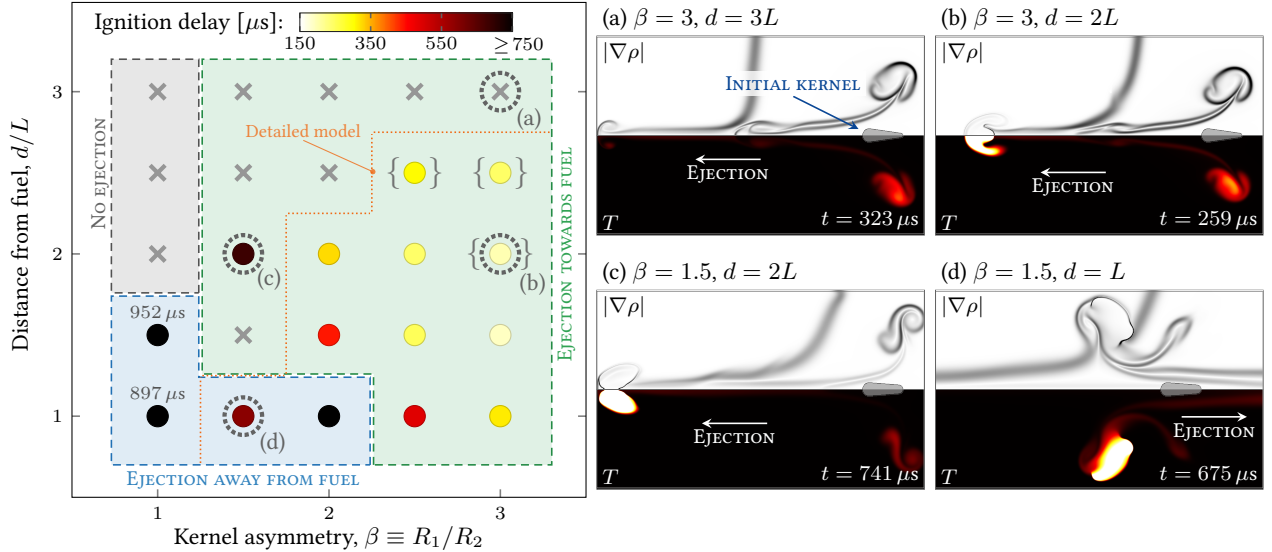 Ignition delay [μs]:
150 350 550 ≥750
Distance from fuel, d/L
3
2
1
No ejection
Detailed model
(a)
{ } { }
(c)
{ }
(b)
952 μs
897 μs
(d)
Ejection towards fuel
Ejection away from fuel
1 2 3
Kernel asymmetry, β ≡ R₁/R₂
(a) β = 3, d = 3L
|∇ρ|
Initial kernel
Ejection
T
t = 323 μs
(b) β = 3, d = 2L
|∇ρ|
Ejection
T
t = 259 μs
(c) β = 1.5, d = 2L
|∇ρ|
Ejection
T
t = 741 μs
(d) β = 1.5, d = L
|∇ρ|
Ejection
T
t = 675 μs